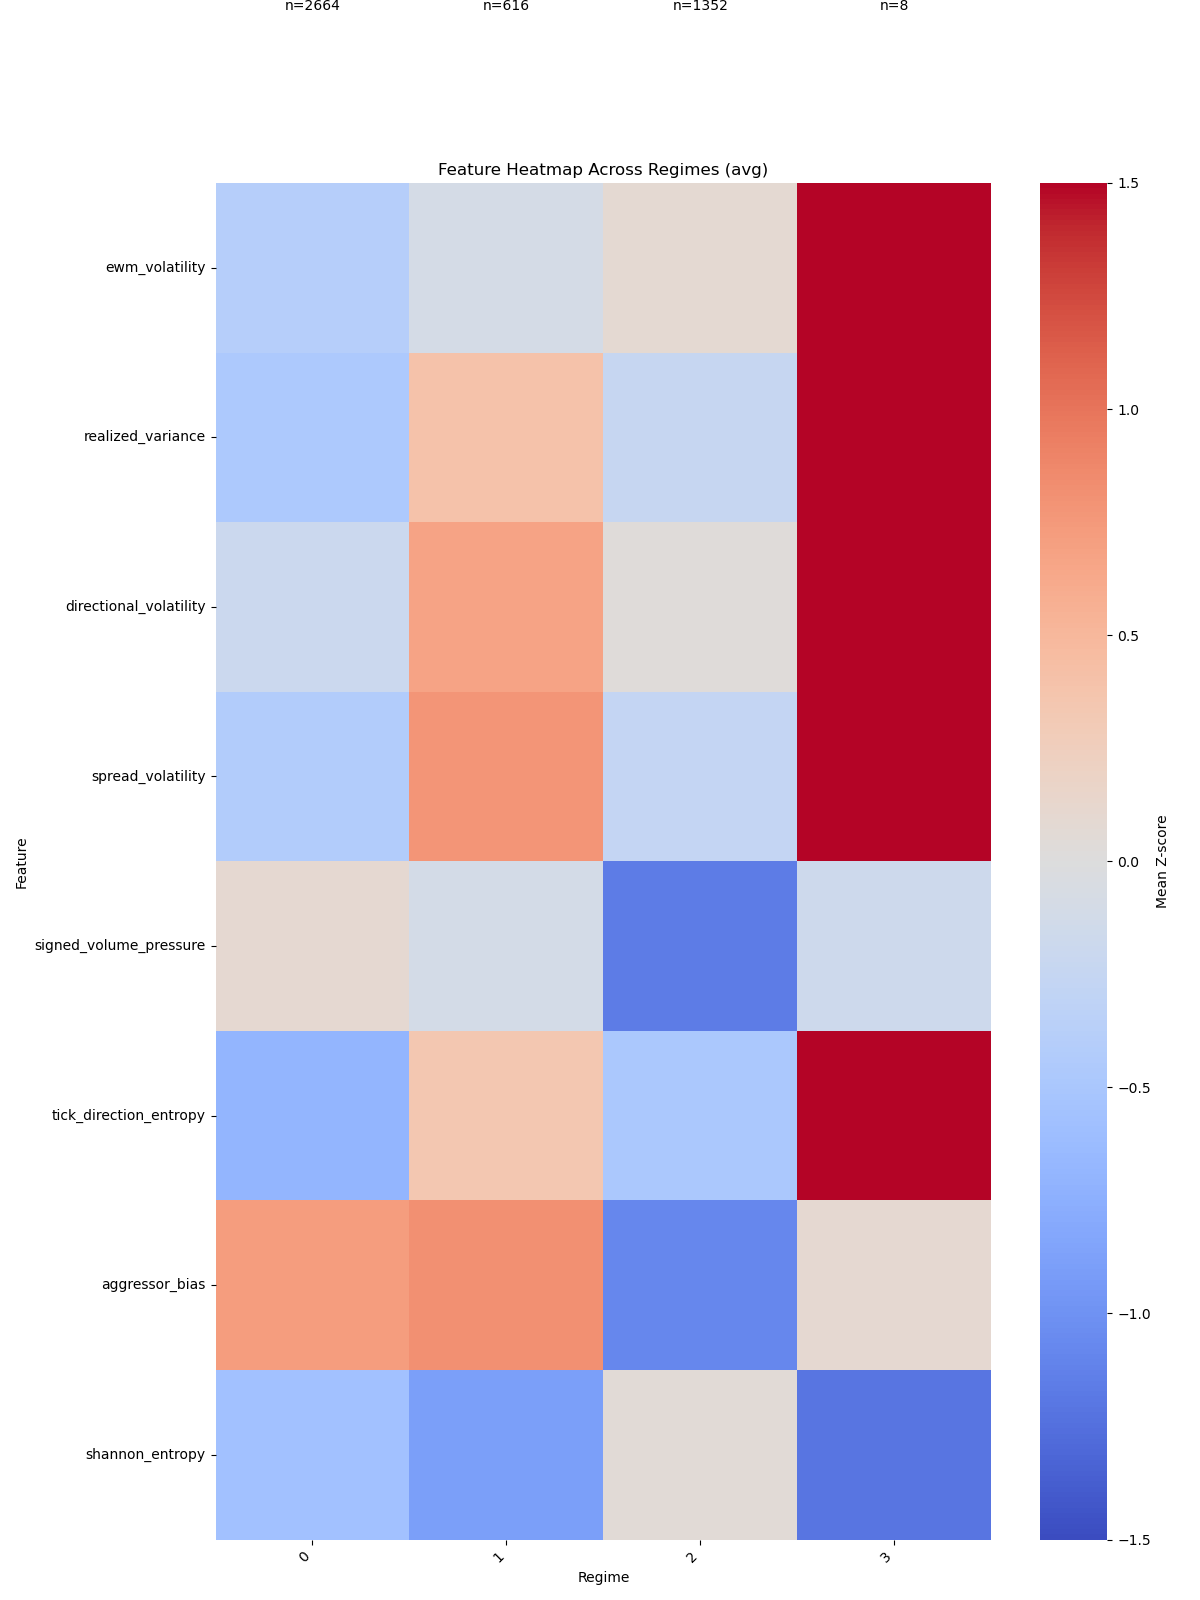 n=2664 n=616 n=1352 n=8
Feature Heatmap Across Regimes (avg)
ewm_volatility
realized_variance
directional_volatility
spread_volatility
signed_volume_pressure
tick_direction_entropy
aggressor_bias
shannon_entropy
Feature
0 1 2 3
Regime
1.5
1.0
0.5
0.0
−0.5
−1.0
−1.5
Mean Z-score